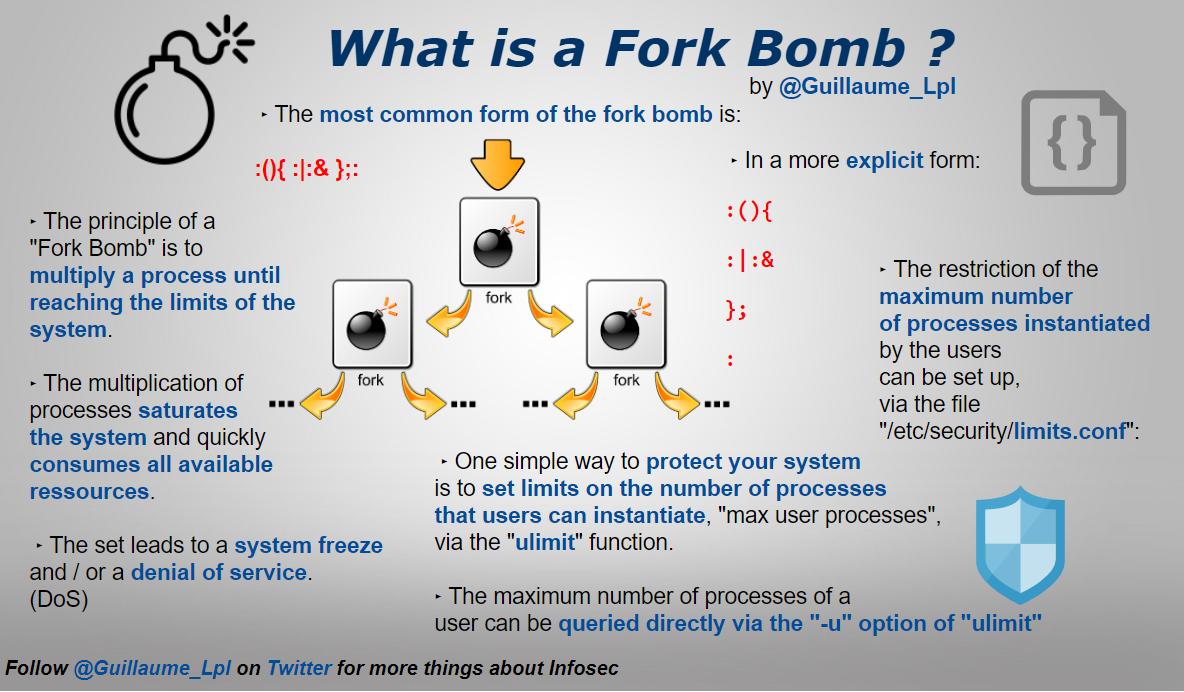 What is a Fork Bomb ?
by @Guillaume_Lpl
‣ The most common form of the fork bomb is:
:(){ :|:& };:
‣ The principle of a
"Fork Bomb" is to
multiply a process until
reaching the limits of the
system.
‣ The multiplication of
processes saturates
the system and quickly
consumes all available
ressources.
‣ The set leads to a system freeze
and / or a denial of service.
(DoS)
fork
fork
fork
... ... ... ...
‣ In a more explicit form:
:(){
:|:&
};
:
‣ The restriction of the
maximum number
of processes instantiated
by the users
can be set up,
via the file
"/etc/security/limits.conf":
‣ One simple way to protect your system
is to set limits on the number of processes
that users can instantiate, "max user processes",
via the "ulimit" function.
‣ The maximum number of processes of a
user can be queried directly via the "-u" option of "ulimit"
{}
Follow @Guillaume_Lpl on Twitter for more things about Infosec